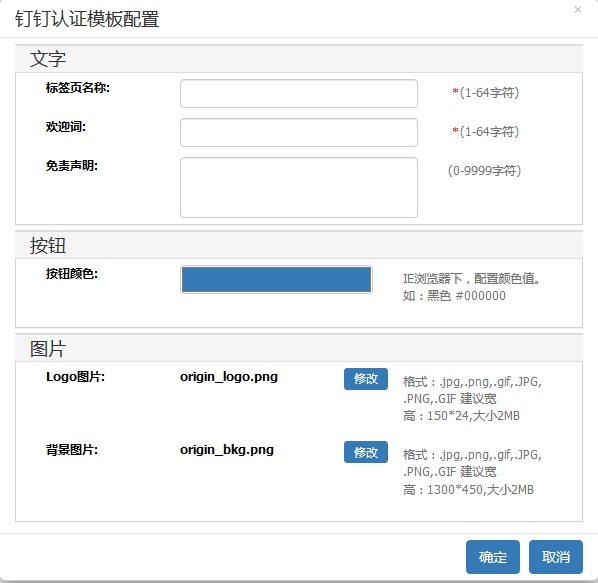 钉钉认证模板配置
×
文字
标签页名称:
*(1-64字符)
欢迎词:
*(1-64字符)
免责声明:
(0-9999字符)
按钮
按钮颜色:
IE浏览器下，配置颜色值。
如：黑色 #000000
图片
Logo图片:
origin_logo.png
修改
格式：.jpg,.png,.gif,.JPG,
.PNG,.GIF 建议宽
高：150*24,大小2MB
背景图片:
origin_bkg.png
修改
格式：.jpg,.png,.gif,.JPG,
.PNG,.GIF 建议宽
高：1300*450,大小2MB
确定
取消